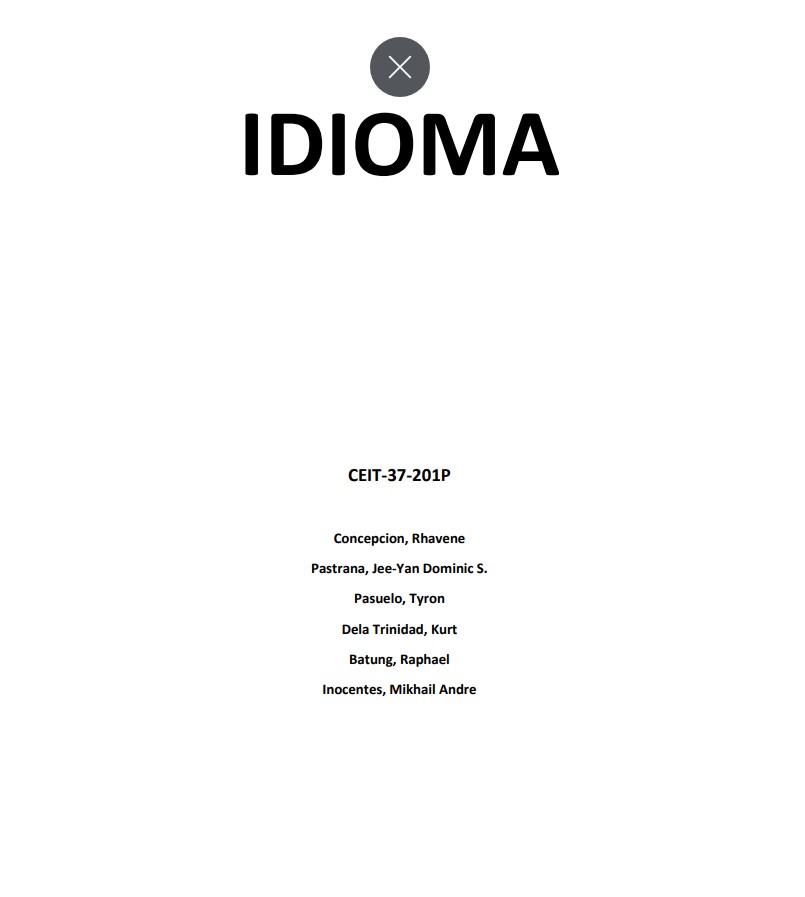 IDIOMA
CEIT-37-201P
Concepcion, Rhavene
Pastrana, Jee-Yan Dominic S.
Pasuelo, Tyron
Dela Trinidad, Kurt
Batung, Raphael
Inocentes, Mikhail Andre